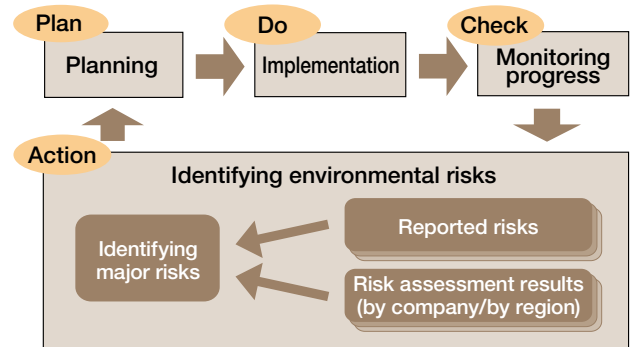 Plan
Planning
Do
Implementation
Check
Monitoring
progress
Action
Identifying environmental risks
Identifying
major risks
Reported risks
Risk assessment results
(by company/by region)